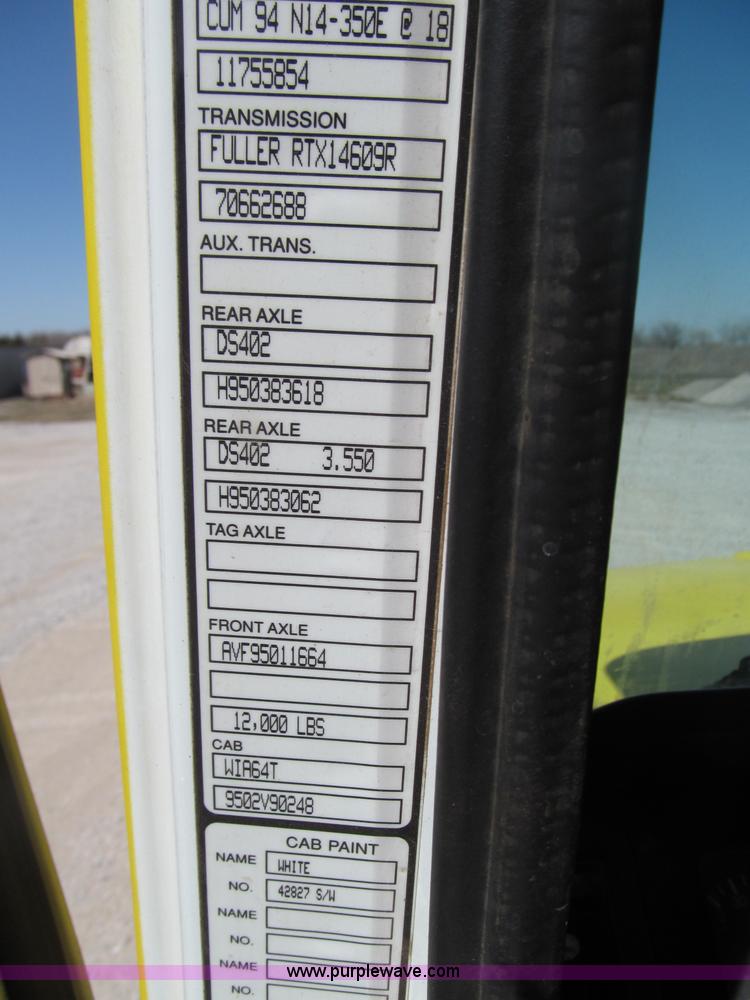 CUM 94 N14-350E @ 18
11755854
TRANSMISSION
FULLER RTX14609R
70662688
AUX. TRANS.
REAR AXLE
DS402
H950383618
REAR AXLE
DS402 3.550
H950383062
TAG AXLE
FRONT AXLE
AVF95011664
12,000 LBS
CAB
WIA64T
9502V90248
CAB PAINT
NAME WHITE
NO. 42827 S/W
NAME
NO.
NAME
www.purplewave.com
NO.